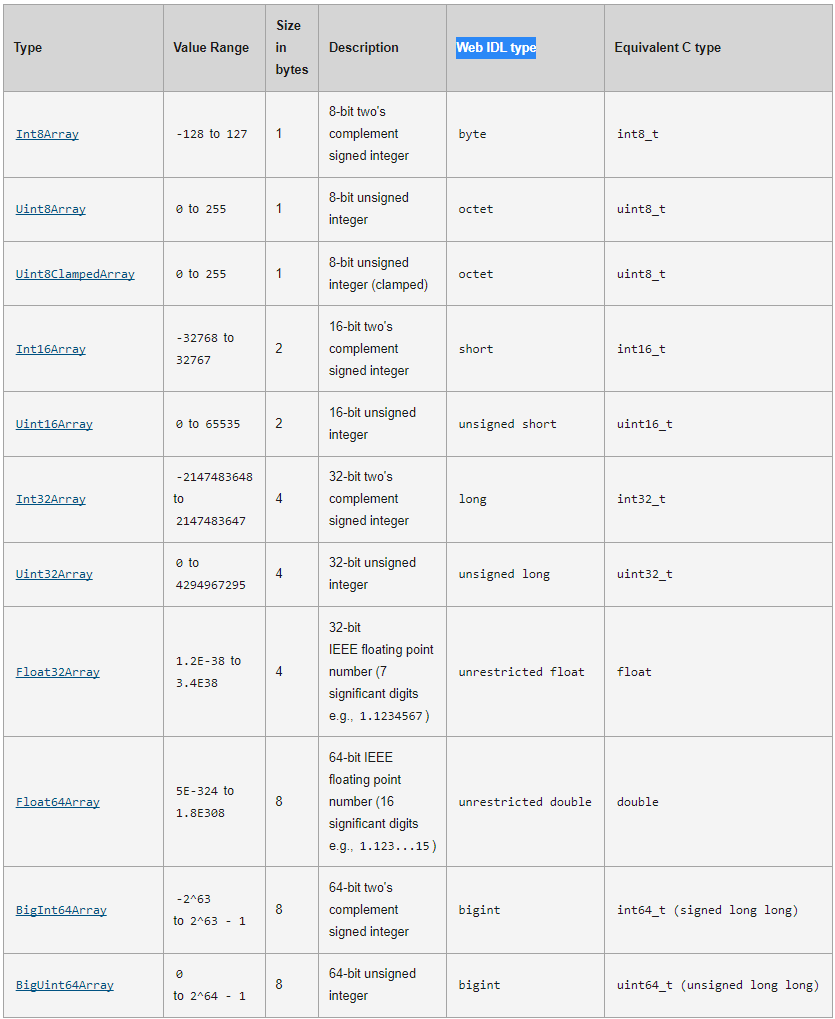 Type Value Range Size in bytes Description Web IDL type Equivalent C type
Int8Array -128 to 127 1 8-bit two's complement signed integer byte int8_t
Uint8Array 0 to 255 1 8-bit unsigned integer octet uint8_t
Uint8ClampedArray 0 to 255 1 8-bit unsigned integer (clamped) octet uint8_t
Int16Array -32768 to 32767 2 16-bit two's complement signed integer short int16_t
Uint16Array 0 to 65535 2 16-bit unsigned integer unsigned short uint16_t
Int32Array -2147483648 to 2147483647 4 32-bit two's complement signed integer long int32_t
Uint32Array 0 to 4294967295 4 32-bit unsigned integer unsigned long uint32_t
Float32Array 1.2E-38 to 3.4E38 4 32-bit IEEE floating point number (7 significant digits e.g., 1.1234567) unrestricted float float
Float64Array 5E-324 to 1.8E308 8 64-bit IEEE floating point number (16 significant digits e.g., 1.123...15) unrestricted double double
BigInt64Array -2^63 to 2^63 - 1 8 64-bit two's complement signed integer bigint int64_t (signed long long)
BigUint64Array 0 to 2^64 - 1 8 64-bit unsigned integer bigint uint64_t (unsigned long long)